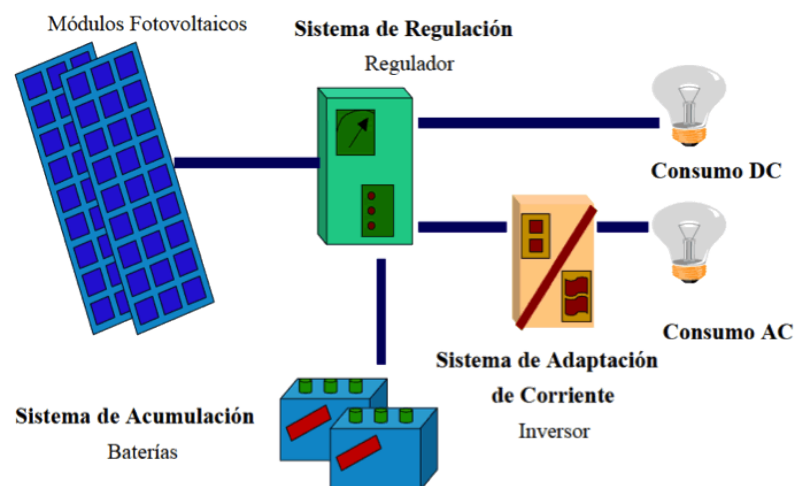 Módulos Fotovoltaicos
Sistema de Regulación
Regulador
Consumo DC
Consumo AC
Sistema de Adaptación
de Corriente
Inversor
Sistema de Acumulación
Baterías